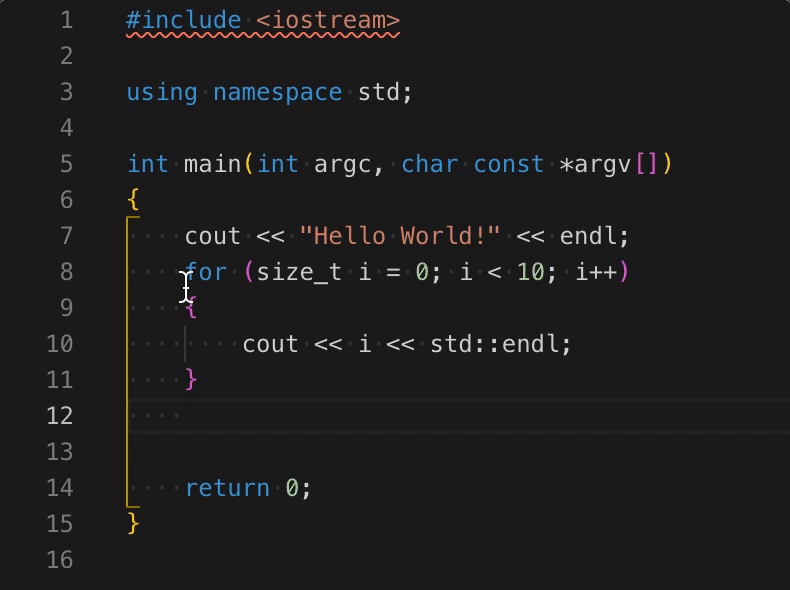 1 #include <iostream>
2
3 using namespace std;
4
5 int main(int argc, char const *argv[])
6 {
7     cout << "Hello World!" << endl;
8     for (size_t i = 0; i < 10; i++)
9     {
10         cout << i << std::endl;
11     }
12
13
14     return 0;
15 }
16